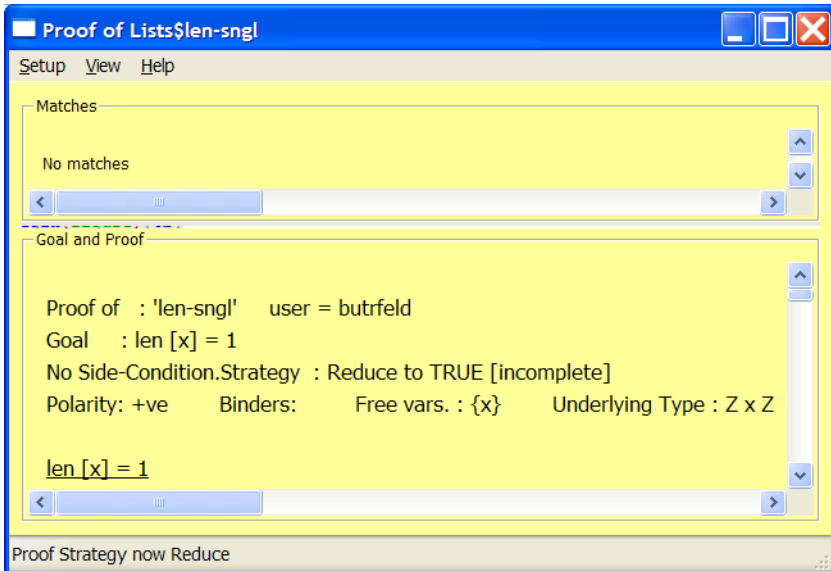 Proof of Lists$len-sngl
Setup View Help
Matches
No matches
Goal and Proof
Proof of : 'len-sngl' user = butrfeld
Goal : len [x] = 1
No Side-Condition.Strategy : Reduce to TRUE [incomplete]
Polarity: +ve Binders: Free vars. : {x} Underlying Type : Z x Z
len [x] = 1
Proof Strategy now Reduce